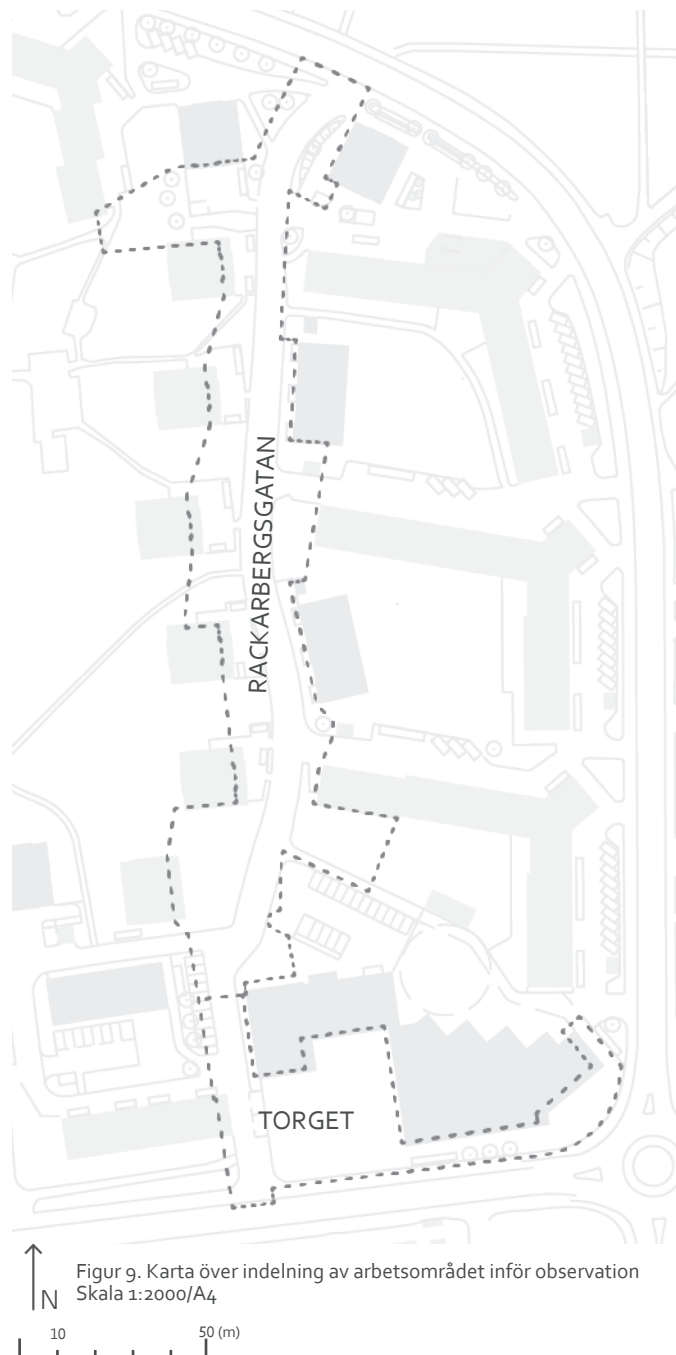 RACKARBERGSGATAN
TORGET
N
Figur 9. Karta över indelning av arbetsområdet inför observation
Skala 1:2000/A4
10 50 (m)